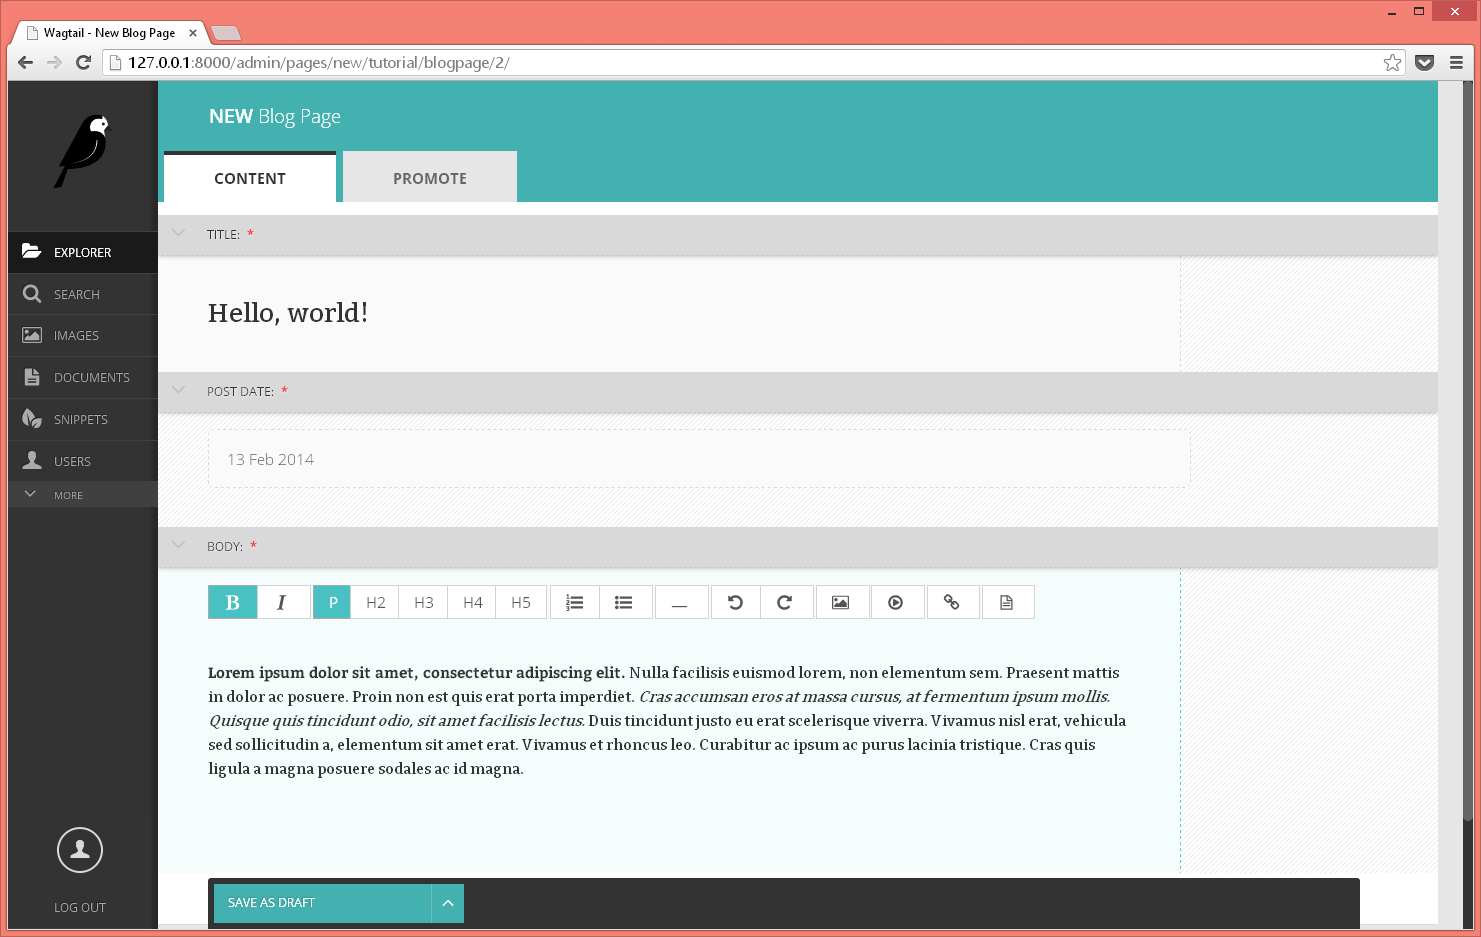 Wagtail - New Blog Page
127.0.0.1:8000/admin/pages/new/tutorial/blogpage/2/
NEW Blog Page
CONTENT PROMOTE
EXPLORER
SEARCH
IMAGES
DOCUMENTS
SNIPPETS
USERS
MORE
LOG OUT
TITLE: *
Hello, world!
POST DATE: *
13 Feb 2014
BODY: *
B I P H2 H3 H4 H5
Lorem ipsum dolor sit amet, consectetur adipiscing elit. Nulla facilisis euismod lorem, non elementum sem. Praesent mattis
in dolor ac posuere. Proin non est quis erat porta imperdiet. Cras accumsan eros at massa cursus, at fermentum ipsum mollis.
Quisque quis tincidunt odio, sit amet facilisis lectus. Duis tincidunt justo eu erat scelerisque viverra. Vivamus nisl erat, vehicula
sed sollicitudin a, elementum sit amet erat. Vivamus et rhoncus leo. Curabitur ac ipsum ac purus lacinia tristique. Cras quis
ligula a magna posuere sodales ac id magna.
SAVE AS DRAFT